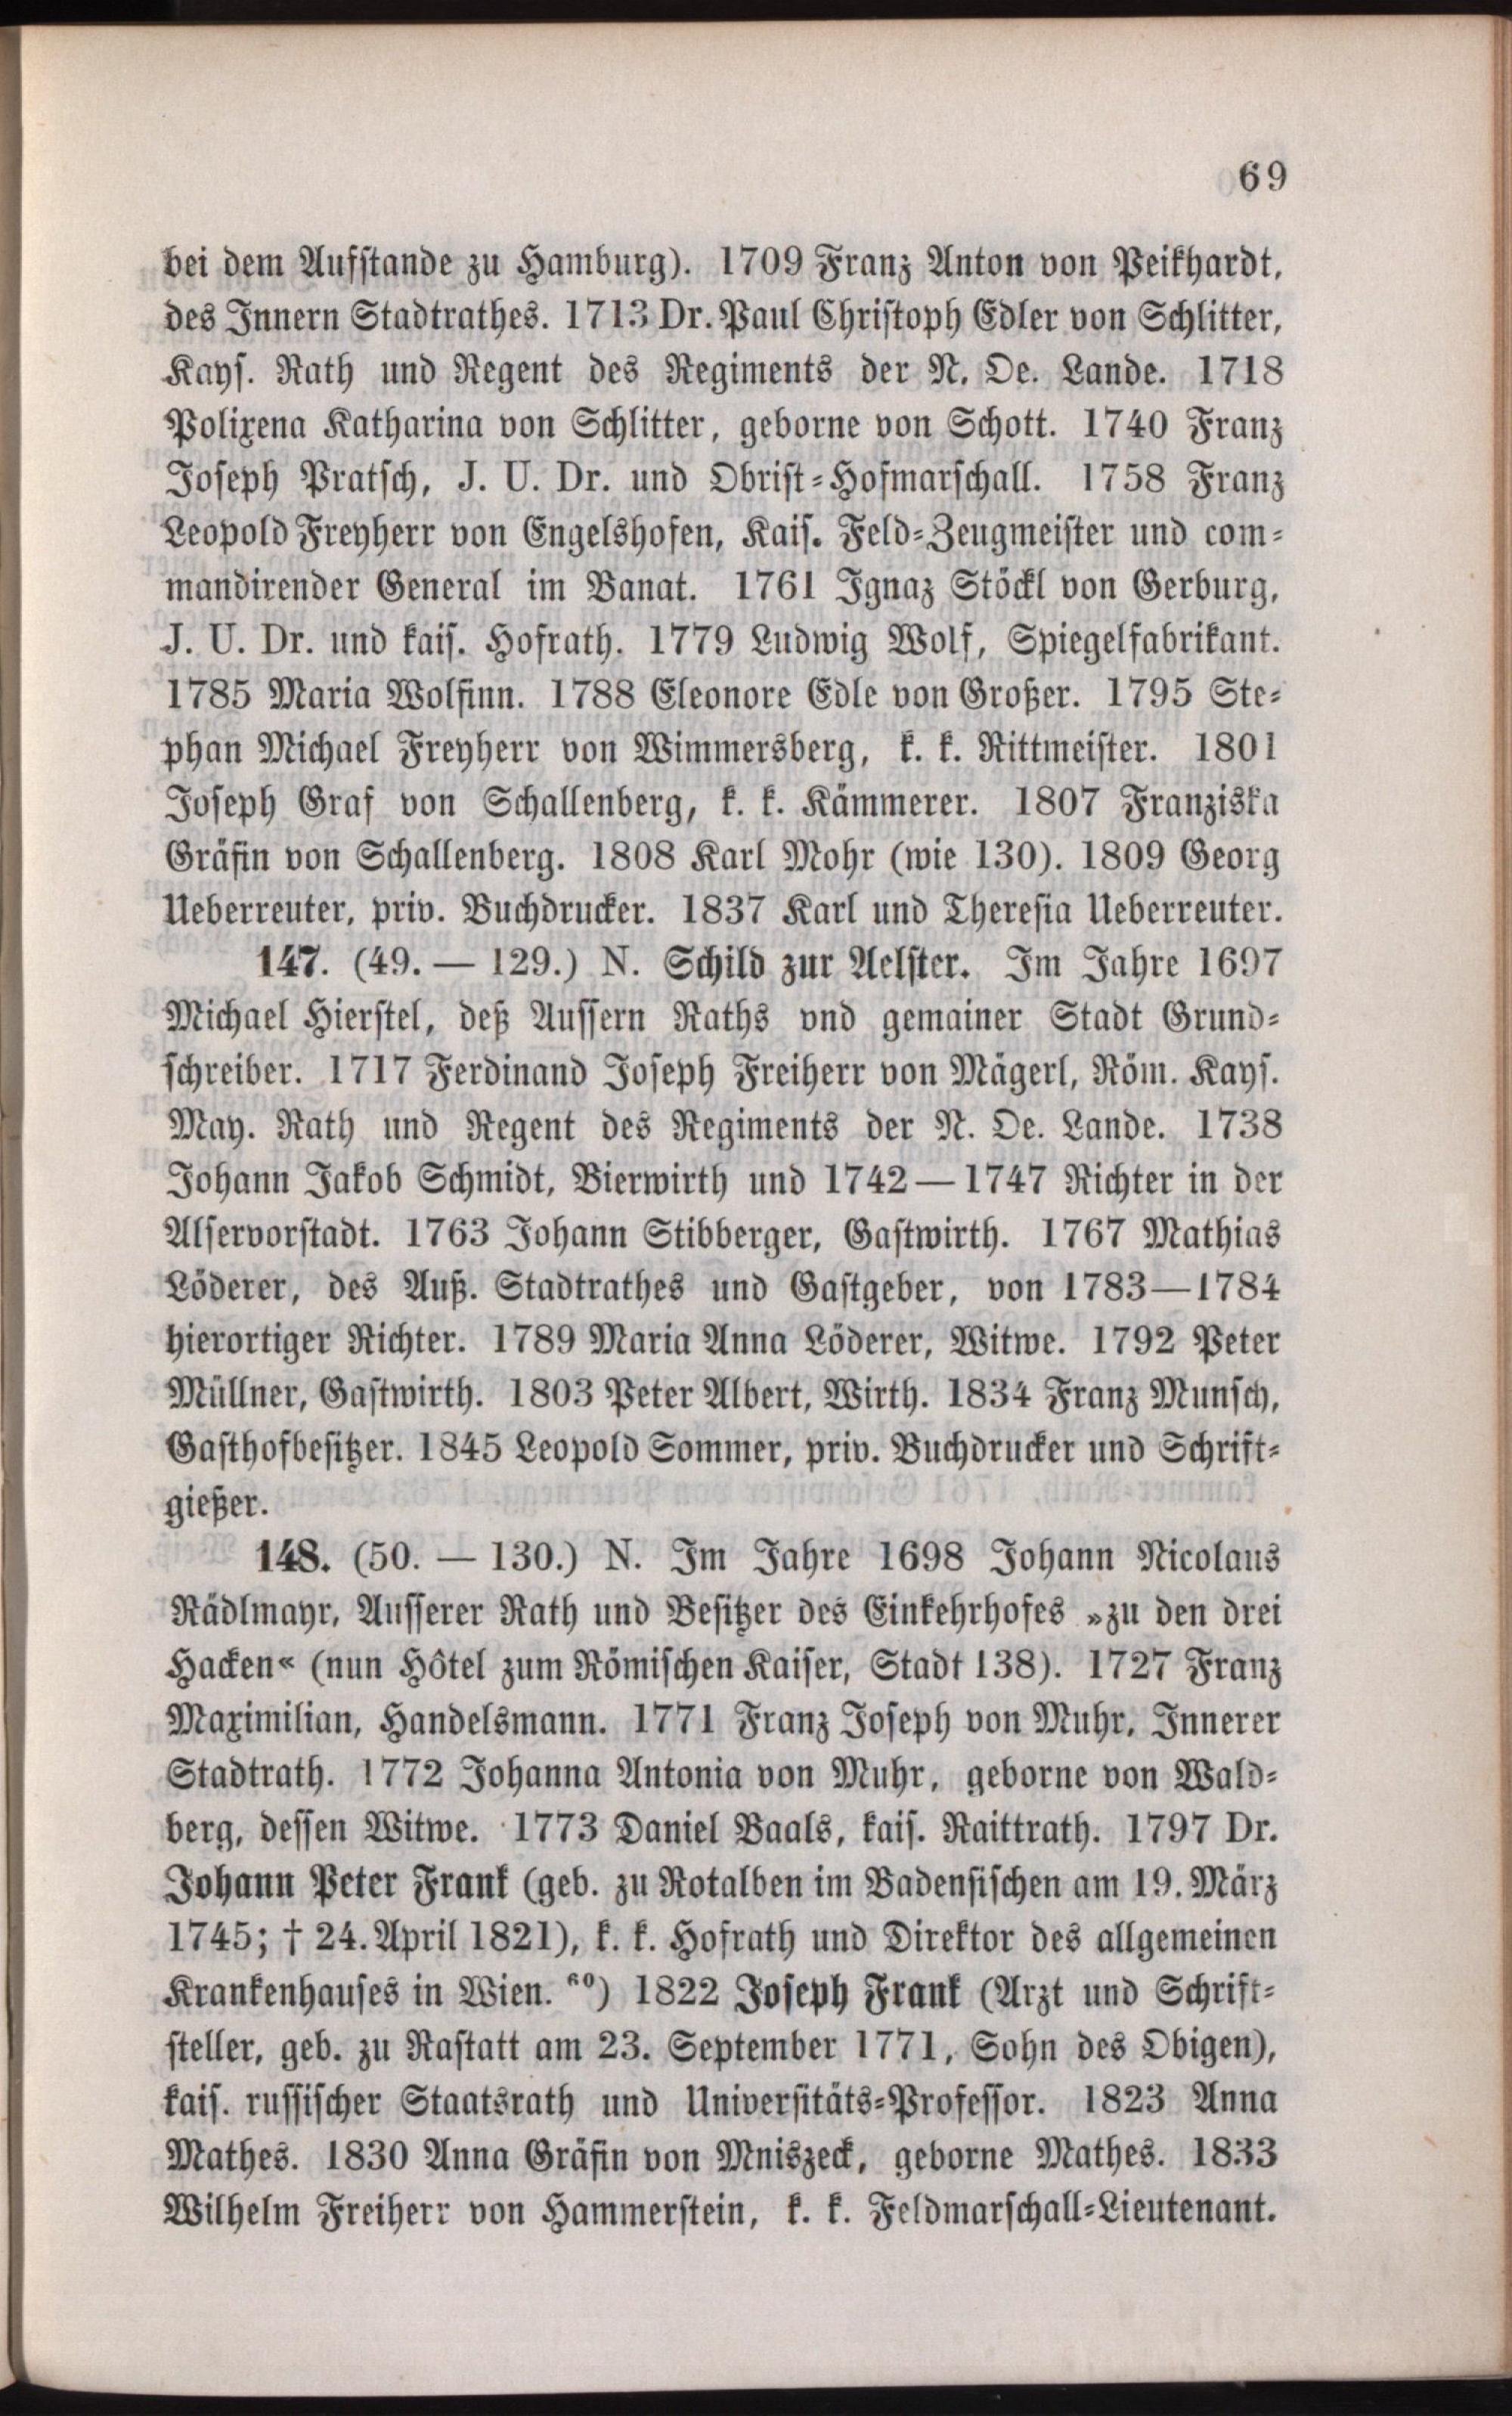 69
bei dem Aufstande zu Hamburg). 1709 Franz Anton von Peikhardt,
des Innern Stadtrathes. 1713 Dr. Paul Christoph Edler von Schlitter,
Kays. Rath und Regent des Regiments der N. Oe. Lande. 1718
Polixena Katharina von Schlitter, geborne von Schott. 1740 Franz
Joseph Pratsch, J. U. Dr. und Obrist-Hofmarschall. 1758 Franz
Leopold Freyherr von Engelshofen, Kais. Feld-Zeugmeister und com-
mandirender General im Banat. 1761 Ignaz Stöckl von Gerburg,
J. U. Dr. und kais. Hofrath. 1779 Ludwig Wolf, Spiegelfabrikant.
1785 Maria Wolfinn. 1788 Eleonore Edle von Großer. 1795 Ste-
phan Michael Freyherr von Wimmersberg, k. k. Rittmeister. 1801
Joseph Graf von Schallenberg, k. k. Kämmerer. 1807 Franziska
Gräfin von Schallenberg. 1808 Karl Mohr (wie 130). 1809 Georg
Ueberreuter, priv. Buchdrucker. 1837 Karl und Theresia Ueberreuter.
147. (49. — 129.) N. Schild zur Aelster. Im Jahre 1697
Michael Hierstel, deß Aussern Raths vnd gemainer Stadt Grund-
schreiber. 1717 Ferdinand Joseph Freiherr von Mägerl, Röm. Kays.
May. Rath und Regent des Regiments der N. Oe. Lande. 1738
Johann Jakob Schmidt, Bierwirth und 1742—1747 Richter in der
Alservorstadt. 1763 Johann Stibberger, Gastwirth. 1767 Mathias
Löderer, des Auß. Stadtrathes und Gastgeber, von 1783—1784
hierortiger Richter. 1789 Maria Anna Löderer, Witwe. 1792 Peter
Müllner, Gastwirth. 1803 Peter Albert, Wirth. 1834 Franz Munsch,
Gasthofbesitzer. 1845 Leopold Sommer, priv. Buchdrucker und Schrift-
gießer.
148. (50. — 130.) N. Im Jahre 1698 Johann Nicolaus
Rädlmayr, Ausserer Rath und Besitzer des Einkehrhofes »zu den drei
Hacken« (nun Hôtel zum Römischen Kaiser, Stadt 138). 1727 Franz
Maximilian, Handelsmann. 1771 Franz Joseph von Muhr, Innerer
Stadtrath. 1772 Johanna Antonia von Muhr, geborne von Wald-
berg, dessen Witwe. 1773 Daniel Baals, kais. Raittrath. 1797 Dr.
Johann Peter Frank (geb. zu Rotalben im Badensischen am 19. März
1745; † 24. April 1821), k. k. Hofrath und Direktor des allgemeinen
Krankenhauses in Wien. ⁶⁰) 1822 Joseph Frank (Arzt und Schrift-
steller, geb. zu Rastatt am 23. September 1771, Sohn des Obigen),
kais. russischer Staatsrath und Universitäts-Professor. 1823 Anna
Mathes. 1830 Anna Gräfin von Mniszeck, geborne Mathes. 1833
Wilhelm Freiherr von Hammerstein, k. k. Feldmarschall-Lieutenant.